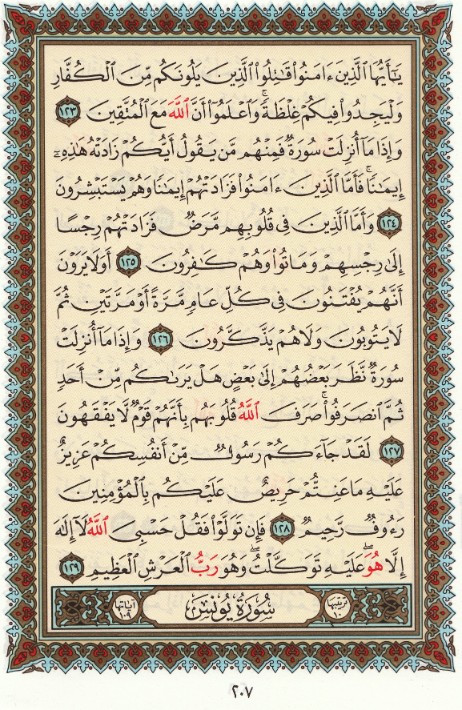 يَٰٓأَيُّهَا ٱلَّذِينَ ءَامَنُوا۟ قَٰتِلُوا۟ ٱلَّذِينَ يَلُونَكُم مِّنَ ٱلْكُفَّارِ
وَلْيَجِدُوا۟ فِيكُمْ غِلْظَةً ۚ وَٱعْلَمُوٓا۟ أَنَّ ٱللَّهَ مَعَ ٱلْمُتَّقِينَ ١٢٣
وَإِذَا مَآ أُنزِلَتْ سُورَةٌ فَمِنْهُم مَّن يَقُولُ أَيُّكُمْ زَادَتْهُ هَٰذِهِۦٓ
إِيمَٰنًا ۚ فَأَمَّا ٱلَّذِينَ ءَامَنُوا۟ فَزَادَتْهُمْ إِيمَٰنًا وَهُمْ يَسْتَبْشِرُونَ
١٢٤ وَأَمَّا ٱلَّذِينَ فِى قُلُوبِهِم مَّرَضٌ فَزَادَتْهُمْ رِجْسًا
إِلَىٰ رِجْسِهِمْ وَمَاتُوا۟ وَهُمْ كَٰفِرُونَ ١٢٥ أَوَلَا يَرَوْنَ
أَنَّهُمْ يُفْتَنُونَ فِى كُلِّ عَامٍ مَّرَّةً أَوْ مَرَّتَيْنِ ثُمَّ
لَا يَتُوبُونَ وَلَا هُمْ يَذَّكَّرُونَ ١٢٦ وَإِذَا مَآ أُنزِلَتْ
سُورَةٌ نَّظَرَ بَعْضُهُمْ إِلَىٰ بَعْضٍ هَلْ يَرَىٰكُم مِّنْ أَحَدٍ
ثُمَّ ٱنصَرَفُوا۟ ۚ صَرَفَ ٱللَّهُ قُلُوبَهُم بِأَنَّهُمْ قَوْمٌ لَّا يَفْقَهُونَ
١٢٧ لَقَدْ جَآءَكُمْ رَسُولٌ مِّنْ أَنفُسِكُمْ عَزِيزٌ
عَلَيْهِ مَا عَنِتُّمْ حَرِيصٌ عَلَيْكُم بِٱلْمُؤْمِنِينَ
رَءُوفٌ رَّحِيمٌ ١٢٨ فَإِن تَوَلَّوْا۟ فَقُلْ حَسْبِىَ ٱللَّهُ لَآ إِلَٰهَ
إِلَّا هُوَ ۖ عَلَيْهِ تَوَكَّلْتُ ۖ وَهُوَ رَبُّ ٱلْعَرْشِ ٱلْعَظِيمِ ١٢٩
ترتيبها ١٠ سُورَةُ يُونُسَ آياتها ١٠٩
٢٠٧